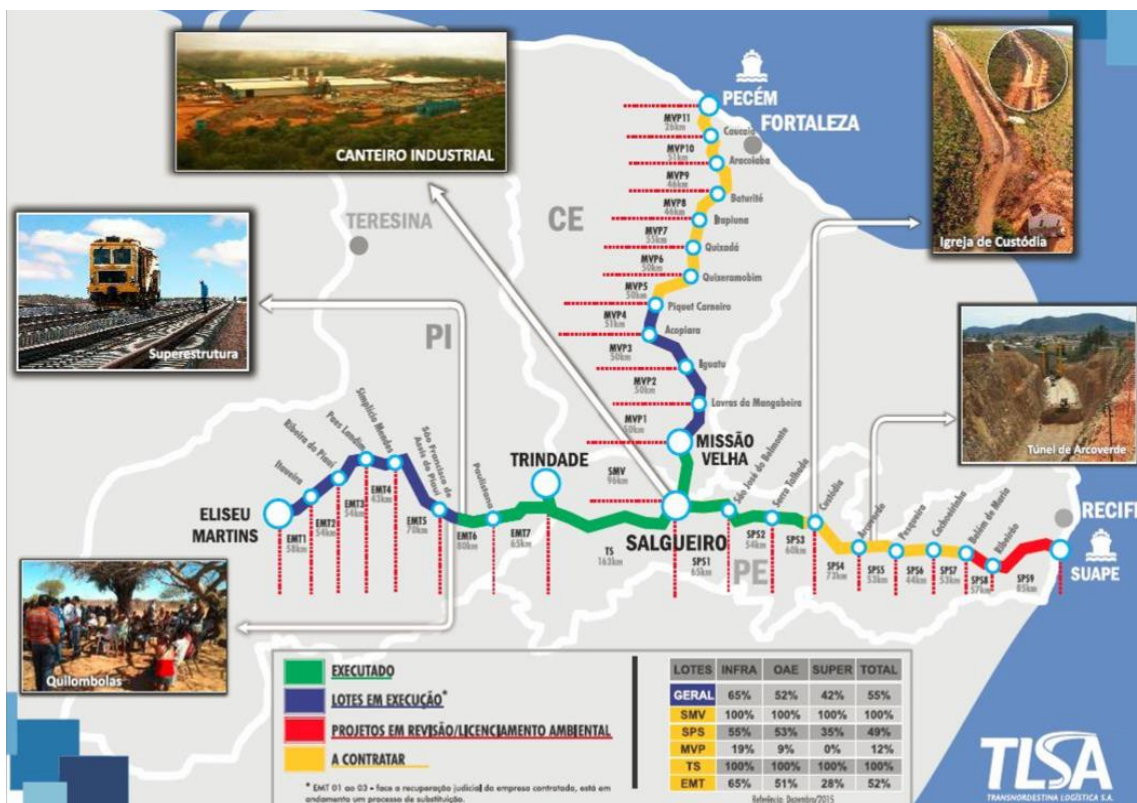 CANTEIRO INDUSTRIAL
PECÉM
FORTALEZA
Igreja de Custódia
TERESINA
CE
PI
PE
Superestrutura
Túnel de Arcoverde
Quilombolas
MVP11
26km
Caucaia
MVP10
51km
Aracoiaba
MVP9
46km
Baturité
MVP8
46km
Itapiuna
MVP7
55km
Quixadá
MVP6
50km
Quixeramobim
MVP5
50km
Piquet Carneiro
MVP4
51km
Acopiara
MVP3
50km
Iguatu
MVP2
50km
Lavras da Mangabeira
MVP1
50km
MISSÃO
VELHA
SMV
96km
ELISEU
MARTINS
EMT1
58km
Itaueira
EMT2
54km
Ribeira do Piauí
EMT3
54km
Paes Landim
EMT4
43km
Simplício Mendes
EMT5
70km
São Francisco de
Assis do Piauí
EMT6
80km
Paulistana
EMT7
65km
TRINDADE
TS
163km
SALGUEIRO
SPS1
65km
São José do Belmonte
SPS2
54km
Serra Talhada
SPS3
60km
Custódia
SPS4
73km
Arcoverde
SPS5
53km
Pesqueira
SPS6
44km
Cachoeirinha
SPS7
53km
Belém de Maria
SPS8
57km
Ribeirão
SPS9
85km
RECIF
SUAPE
EXECUTADO
LOTES EM EXECUÇÃO*
PROJETOS EM REVISÃO/LICENCIAMENTO AMBIENTAL
A CONTRATAR
* EMT 01 ao 03 - face a recuperação judicial da empresa contratada, está em
andamento um processo de substituição.
LOTES INFRA OAE SUPER TOTAL
GERAL 65% 52% 42% 55%
SMV 100% 100% 100% 100%
SPS 55% 53% 35% 49%
MVP 19% 9% 0% 12%
TS 100% 100% 100% 100%
EMT 65% 51% 28% 52%
Referência: Dezembro/2015
TLSA
TRANSNORDESTINA LOGÍSTICA S.A.